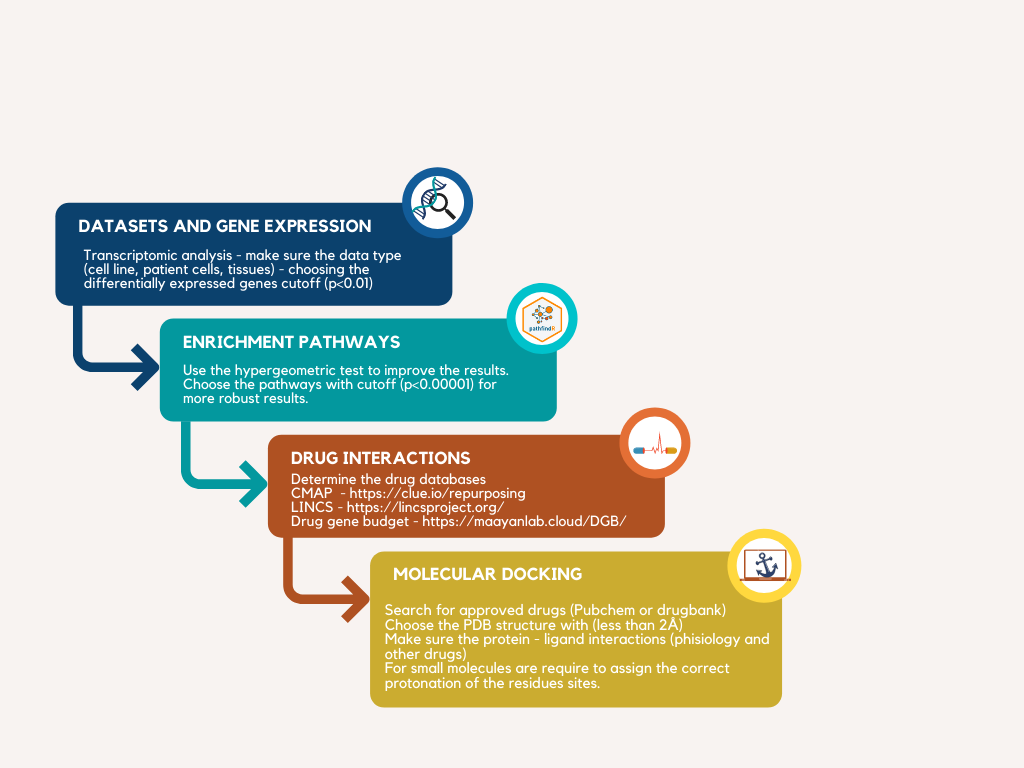 DATASETS AND GENE EXPRESSION
Transcriptomic analysis - make sure the data type
(cell line, patient cells, tissues) - choosing the
differentially expressed genes cutoff (p<0.01)
pathfindR
ENRICHMENT PATHWAYS
Use the hypergeometric test to improve the results.
Choose the pathways with cutoff (p<0.00001) for
more robust results.
DRUG INTERACTIONS
Determine the drug databases
CMAP - https://clue.io/repurposing
LINCS - https://lincsproject.org/
Drug gene budget - https://maayanlab.cloud/DGB/
MOLECULAR DOCKING
Search for approved drugs (Pubchem or drugbank)
Choose the PDB structure with (less than 2Å)
Make sure the protein - ligand interactions (phisiology and
other drugs)
For small molecules are require to assign the correct
protonation of the residues sites.